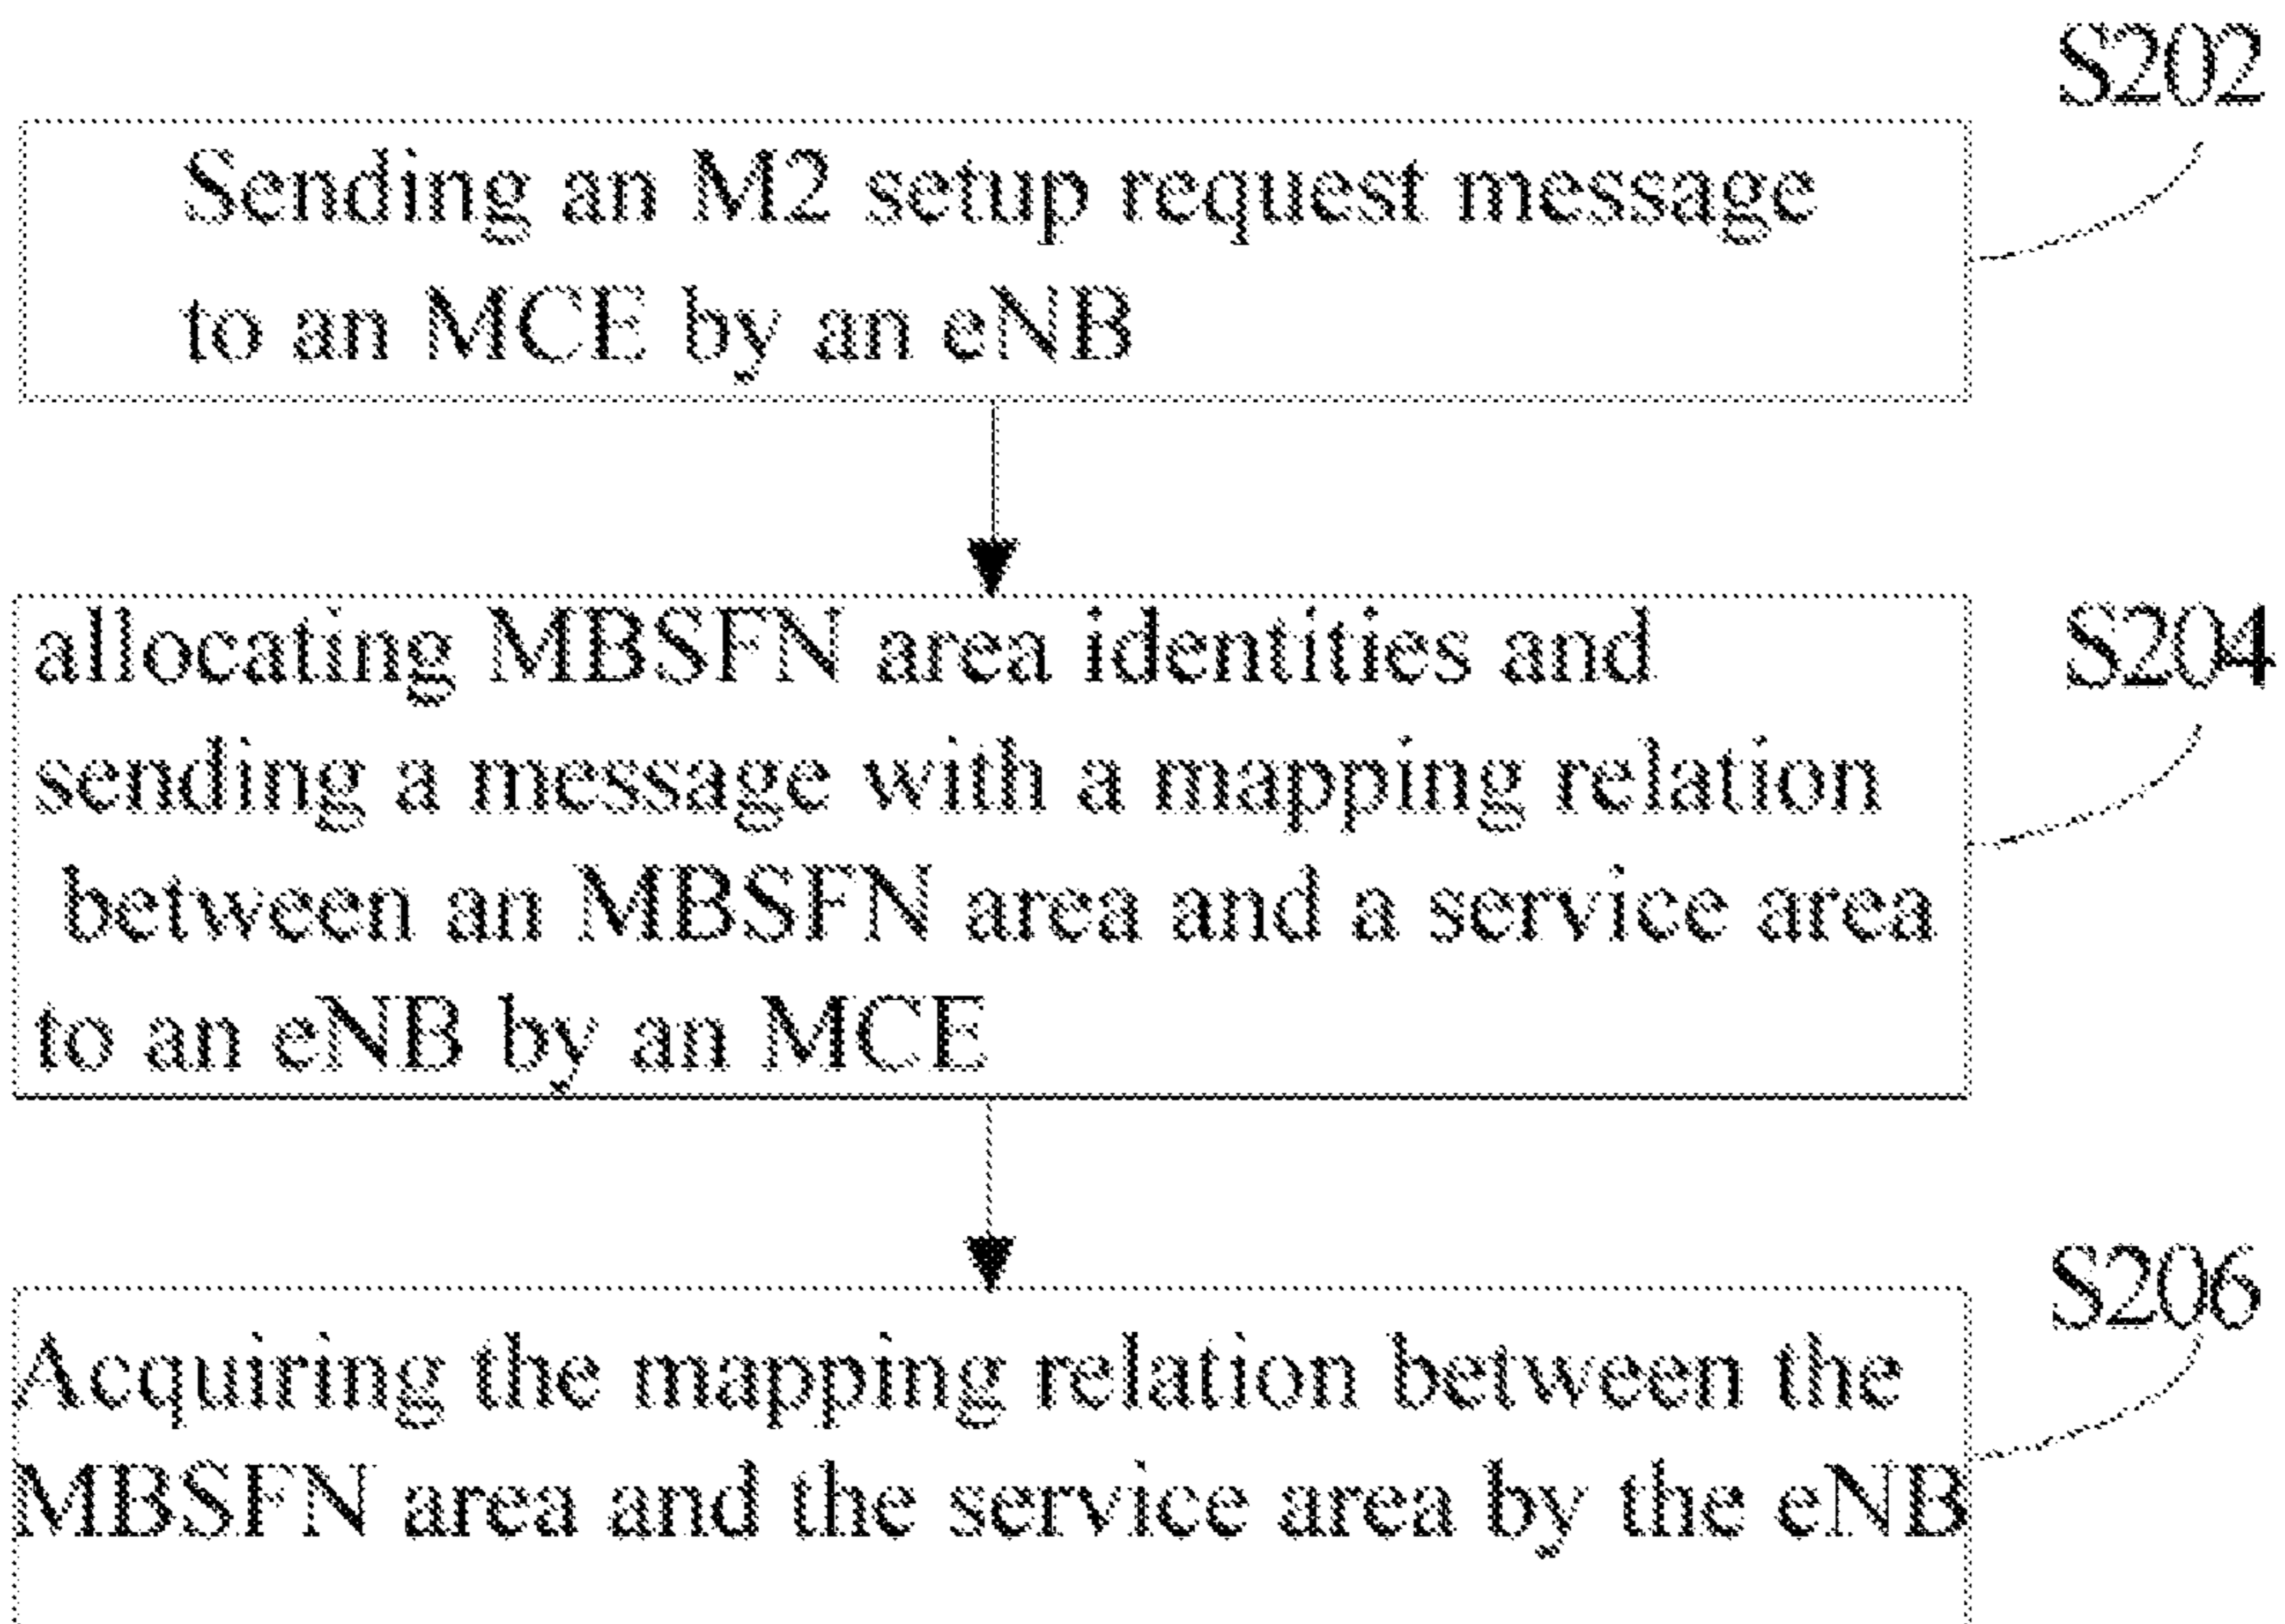 S202
Sending an M2 setup request message
to an MCE by an eNB
allocating MBSFN area identities and
S204
sending a message with a mapping relation
between an MBSFN area and a service area
to an eNB by an MCE
S206
Acquiring the mapping relation between the
MBSFN area and the service area by the eNB